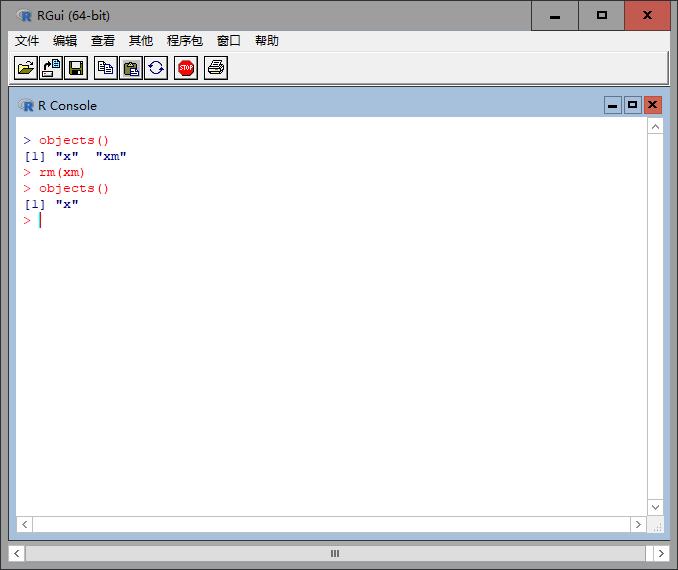 RGui (64-bit)
文件 编辑 查看 其他 程序包 窗口 帮助
STOP
R Console
> objects()
[1] "x"  "xm"
> rm(xm)
> objects()
[1] "x"
>